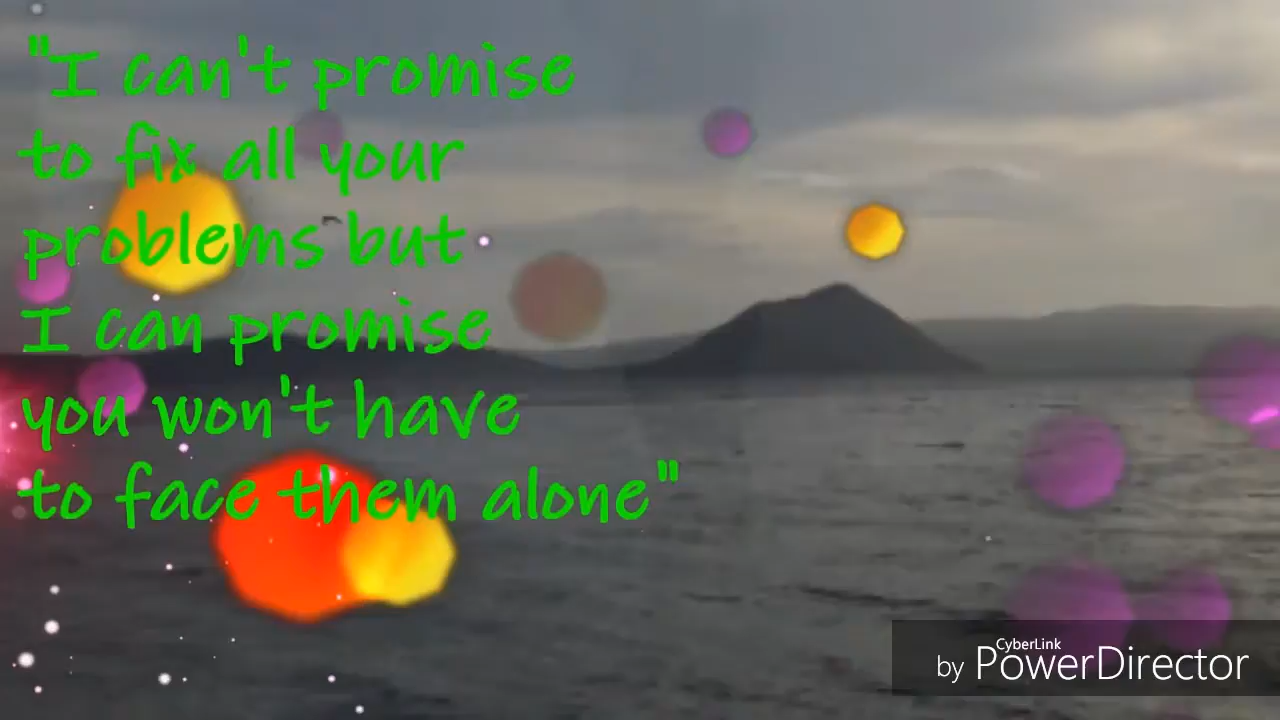 "I can't promise
to fix all your
problems but
I can promise
you won't have
to face them alone"
CyberLink
by PowerDirector